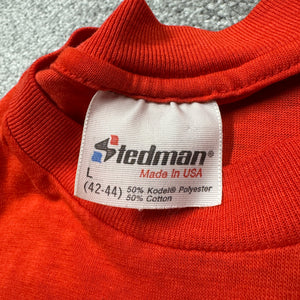 Stedman®
Made in USA
L
(42-44) 50% Kodel® Polyester
50% Cotton